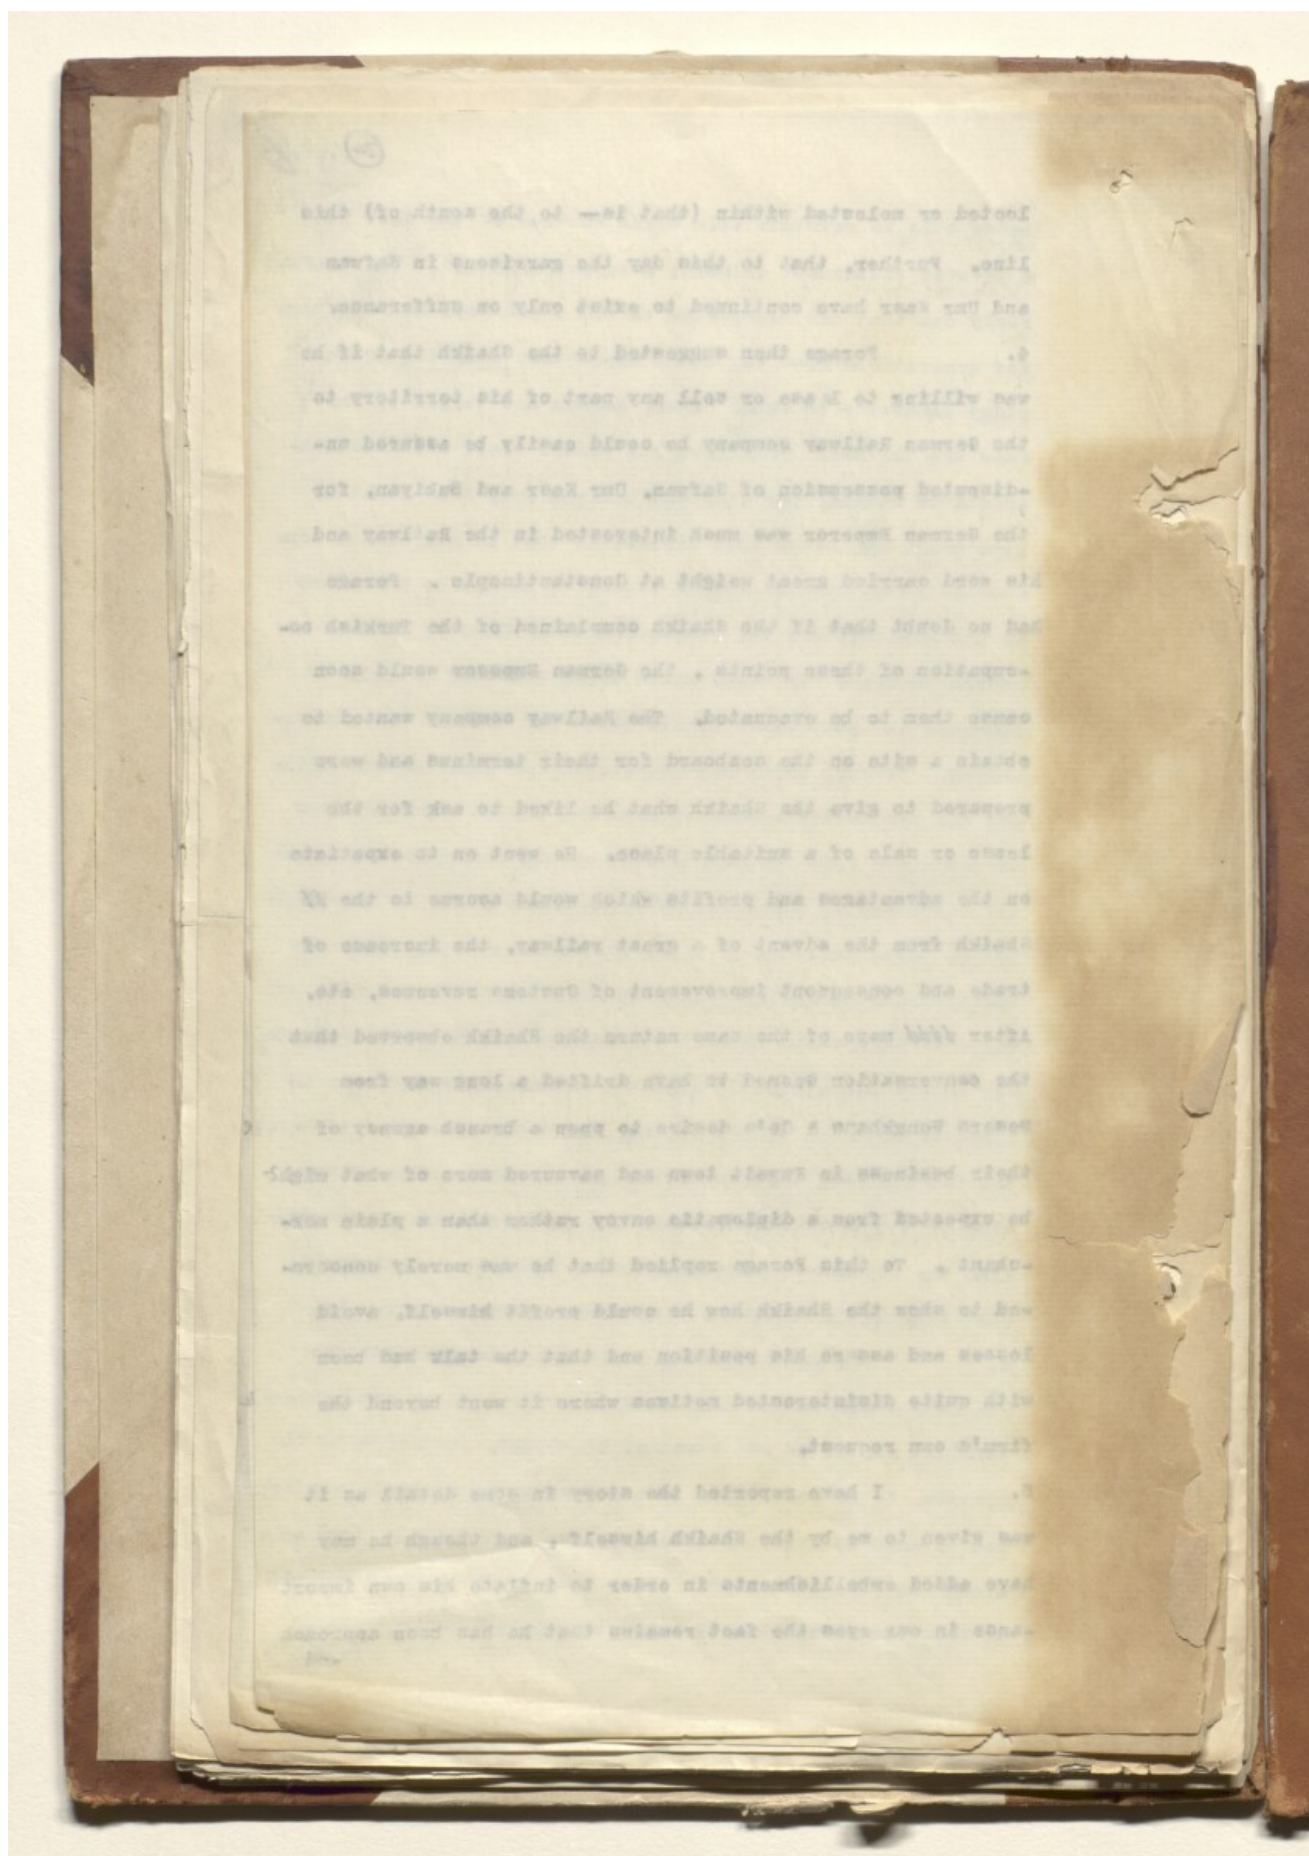 looted or molested within (that is— to the south of) this
line. Further, that to this day the garrisons in Safwan
and Umr Kasr have continued to exist only on sufferance.
4. Forage then suggested to the Shaikh that if he
was willing to lease or sell any part of his territory to
the German Railway company he could easily be assured un-
-disputed possession of Safwan, Umr Kasr and Bubiyan, for
the German Emperor was much interested in the Railway and
his word carried great weight at Constantinople . Forage
had no doubt that if the Shaikh complained of the Turkish oc-
-cupation of these points , the German Emperor would soon
cause them to be evacuated. The Railway company wanted to
obtain a site on the seaboard for their terminus and were
prepared to give the Shaikh what he liked to ask for the
lease or sale of a suitable place. He went on to expatiate
on the advantages and profits which would accrue to the
Shaikh from the advent of a great railway, the increase of
trade and consequent improvement of Customs revenues, etc.
After more of the same nature the Shaikh observed that
the conversation seemed to have drifted a long way from
Messrs Wonckhaus & Co's desire to open a branch agency of
their business in Kuwait town and savoured more of what might
be expected from a diplomatic envoy rather than a plain mer-
-chant . To this Forage replied that he was merely concern-
-ed to show the Shaikh how he could profit himself, avoid
losses and assure his position and that the talk had been
with quite disinterested motives where it went beyond the
firm's own request.
5. I have reported the story in some detail as it
was given to me by the Shaikh himself , and though he may
have added embellishments in order to inflate his own import
-ance in our eyes the fact remains that he has been approach
-ed